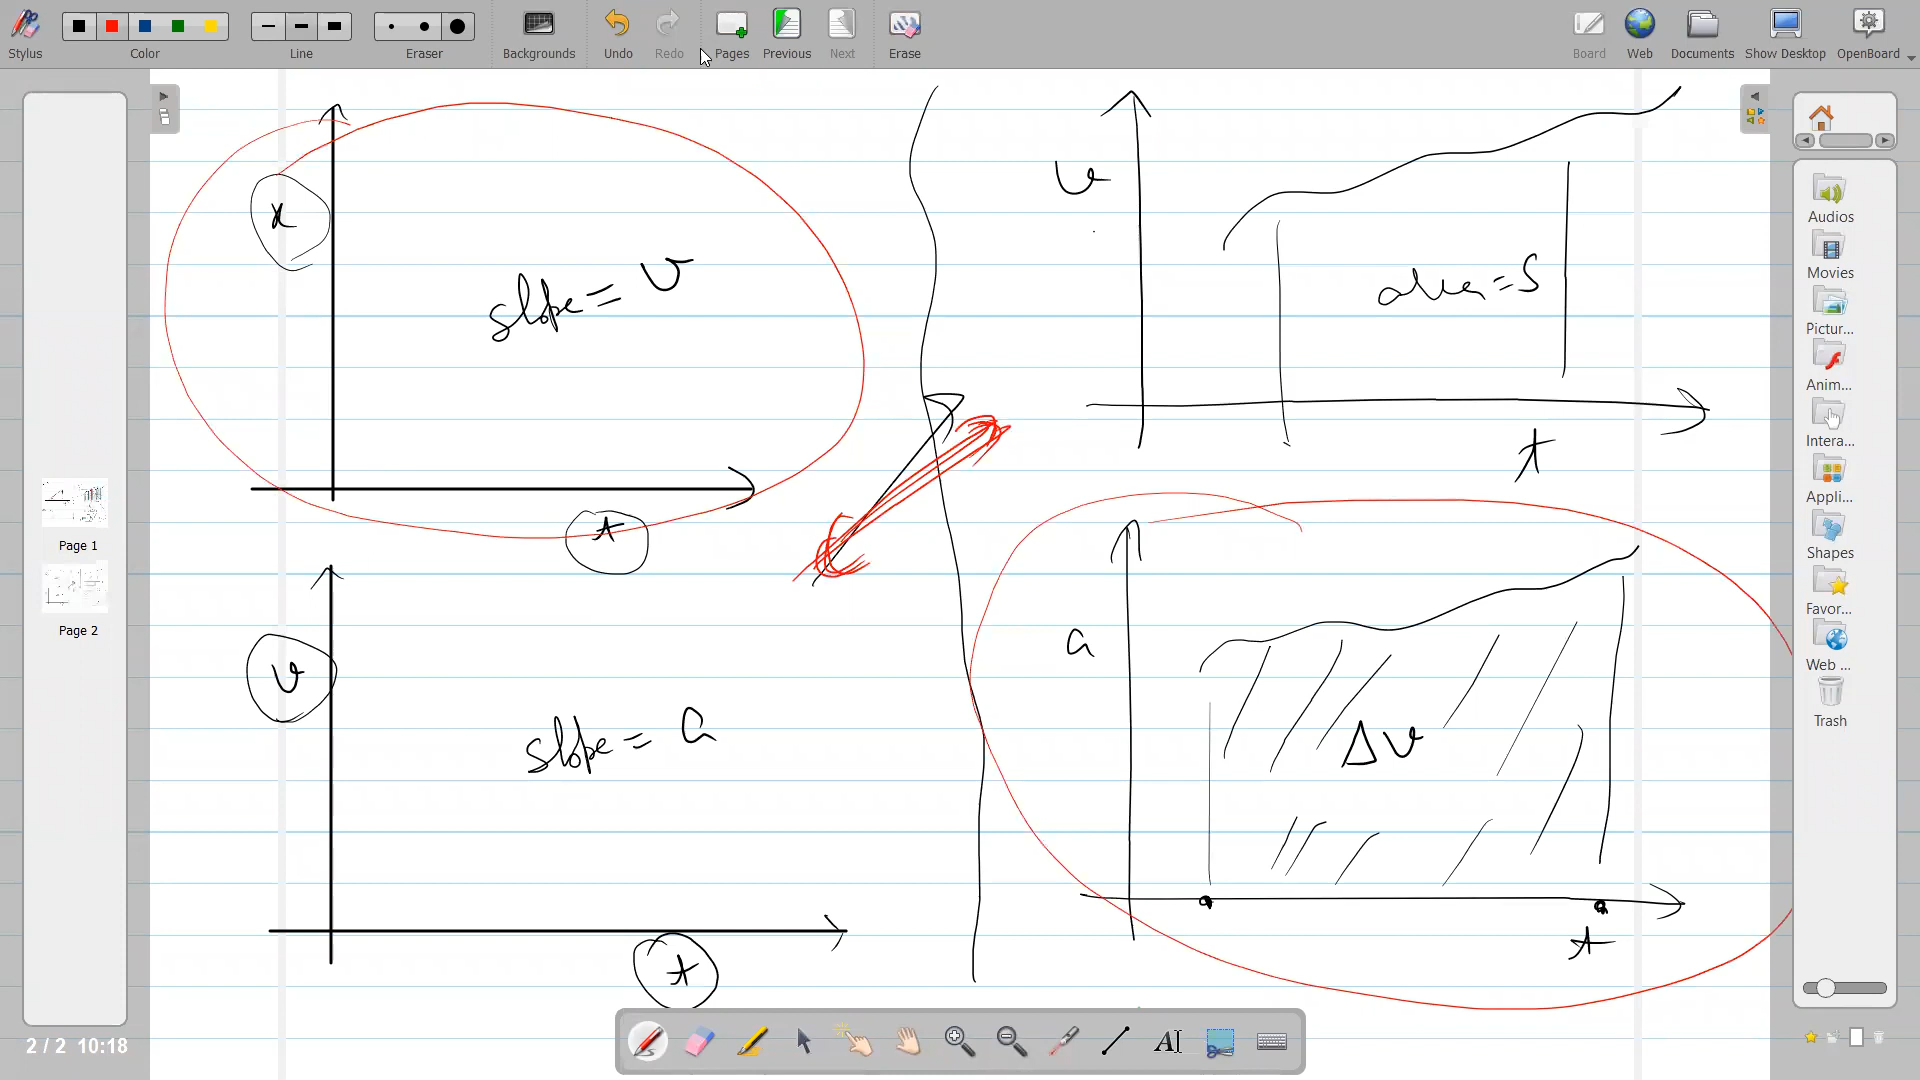 Stylus
Color
Line
Eraser
Backgrounds
Undo
Redo
Pages
Previous
Next
Erase
Board
Web
Documents
Show Desktop
OpenBoard
x
slope = v
t
v
area = S
t
v
slope = a
t
a
Δv
t
Page 1
Page 2
2 / 2 10:18
Audios
Movies
Pictur...
Anim...
Intera...
Appli...
Shapes
Favor...
Web ...
Trash